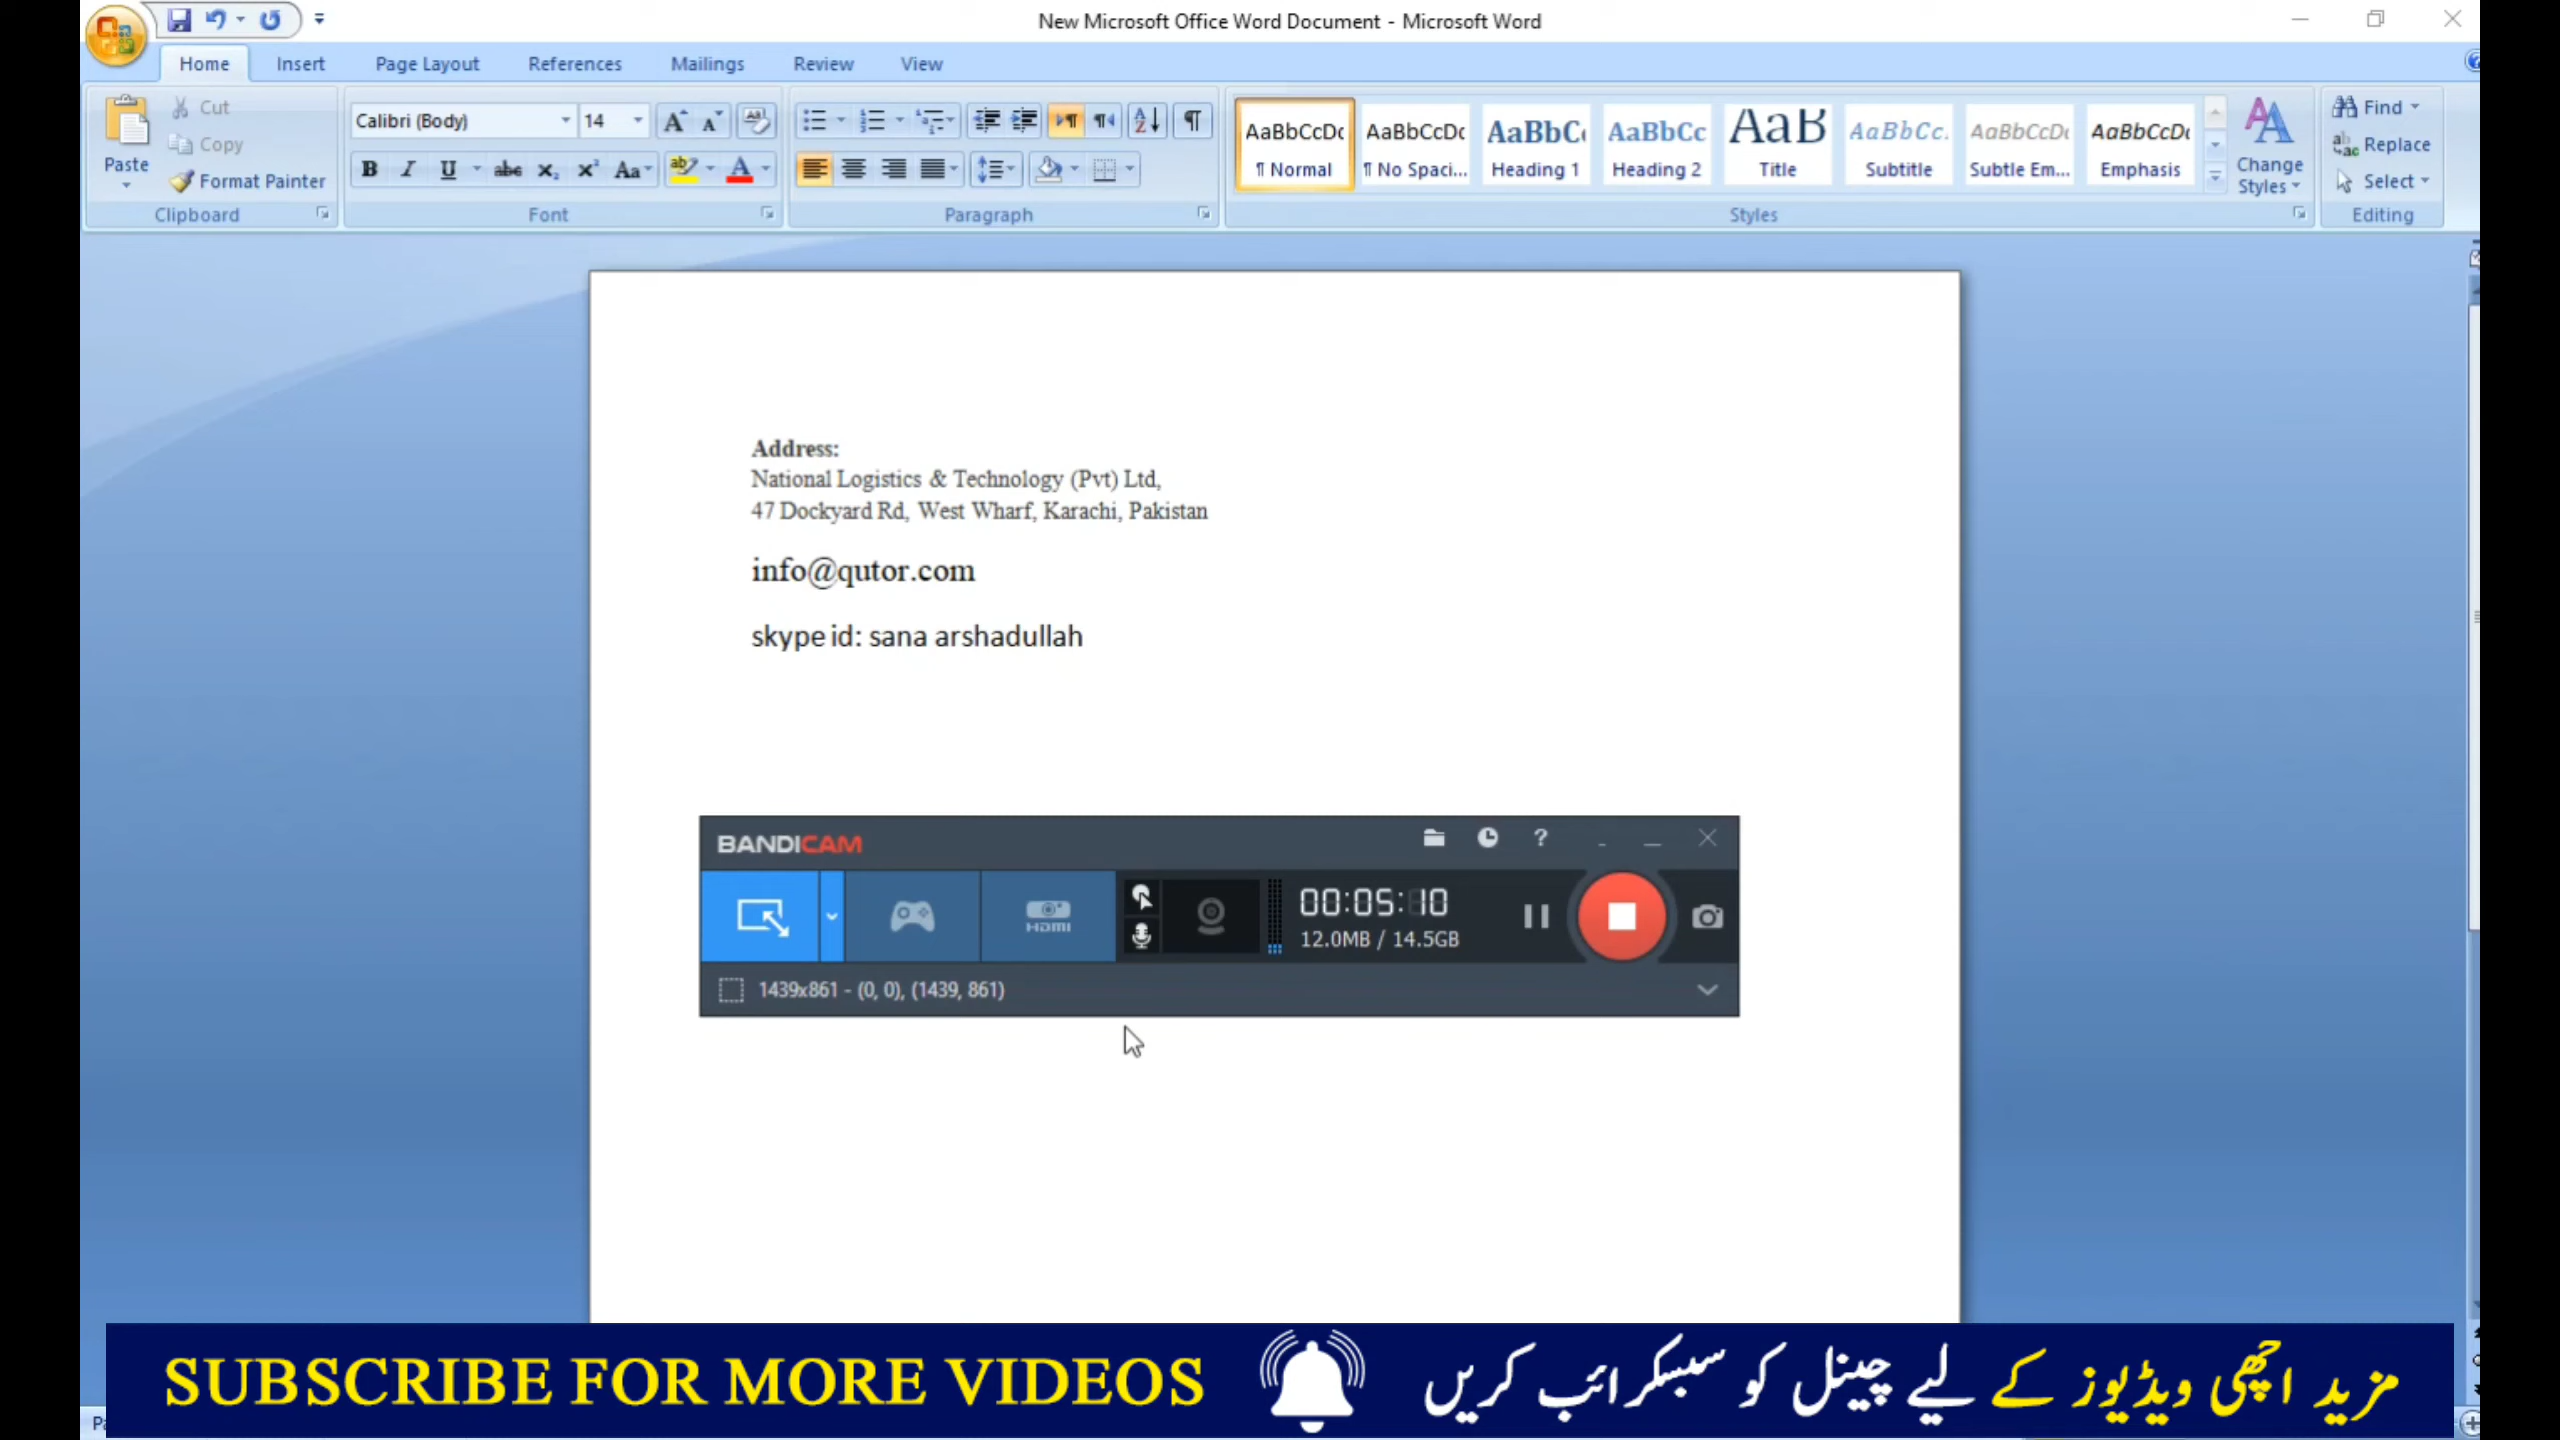 New Microsoft Office Word Document - Microsoft Word
Home Insert Page Layout References Mailings Review View
Paste
Cut
Copy
Format Painter
Clipboard
Calibri (Body) 14
Font
Paragraph
AaBbCcDc AaBbCcDc AaBbC AaBbCc AaB AaBbCc. AaBbCcDc AaBbCcDc
¶ Normal ¶ No Spaci... Heading 1 Heading 2 Title Subtitle Subtle Em... Emphasis
Change Styles
Styles
Find
Replace
Select
Editing
Address:
National Logistics & Technology (Pvt) Ltd,
47 Dockyard Rd, West Wharf, Karachi, Pakistan
info@qutor.com
skype id: sana arshadullah
BANDICAM
HDMI
00:05:10
12.0MB / 14.5GB
1439x861 - (0, 0), (1439, 861)
SUBSCRIBE FOR MORE VIDEOS
مزید اچھی ویڈیوز کے لیے چینل کو سبسکرائب کریں